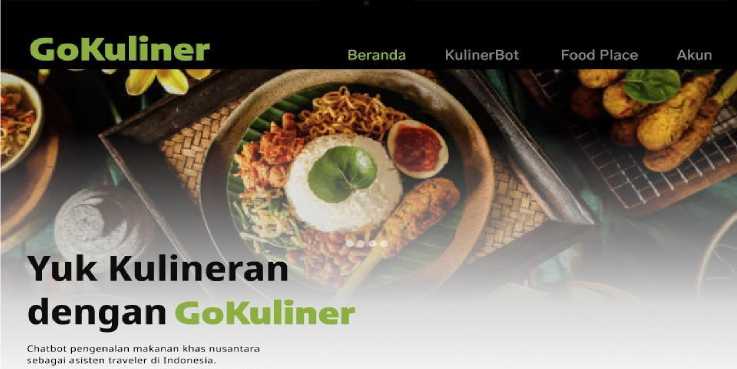 GoKuliner
Beranda KulinerBot Food Place Akun
Yuk Kulineran
dengan GoKuliner
Chatbot pengenalan makanan khas nusantara
sebagai asisten traveler di Indonesia.